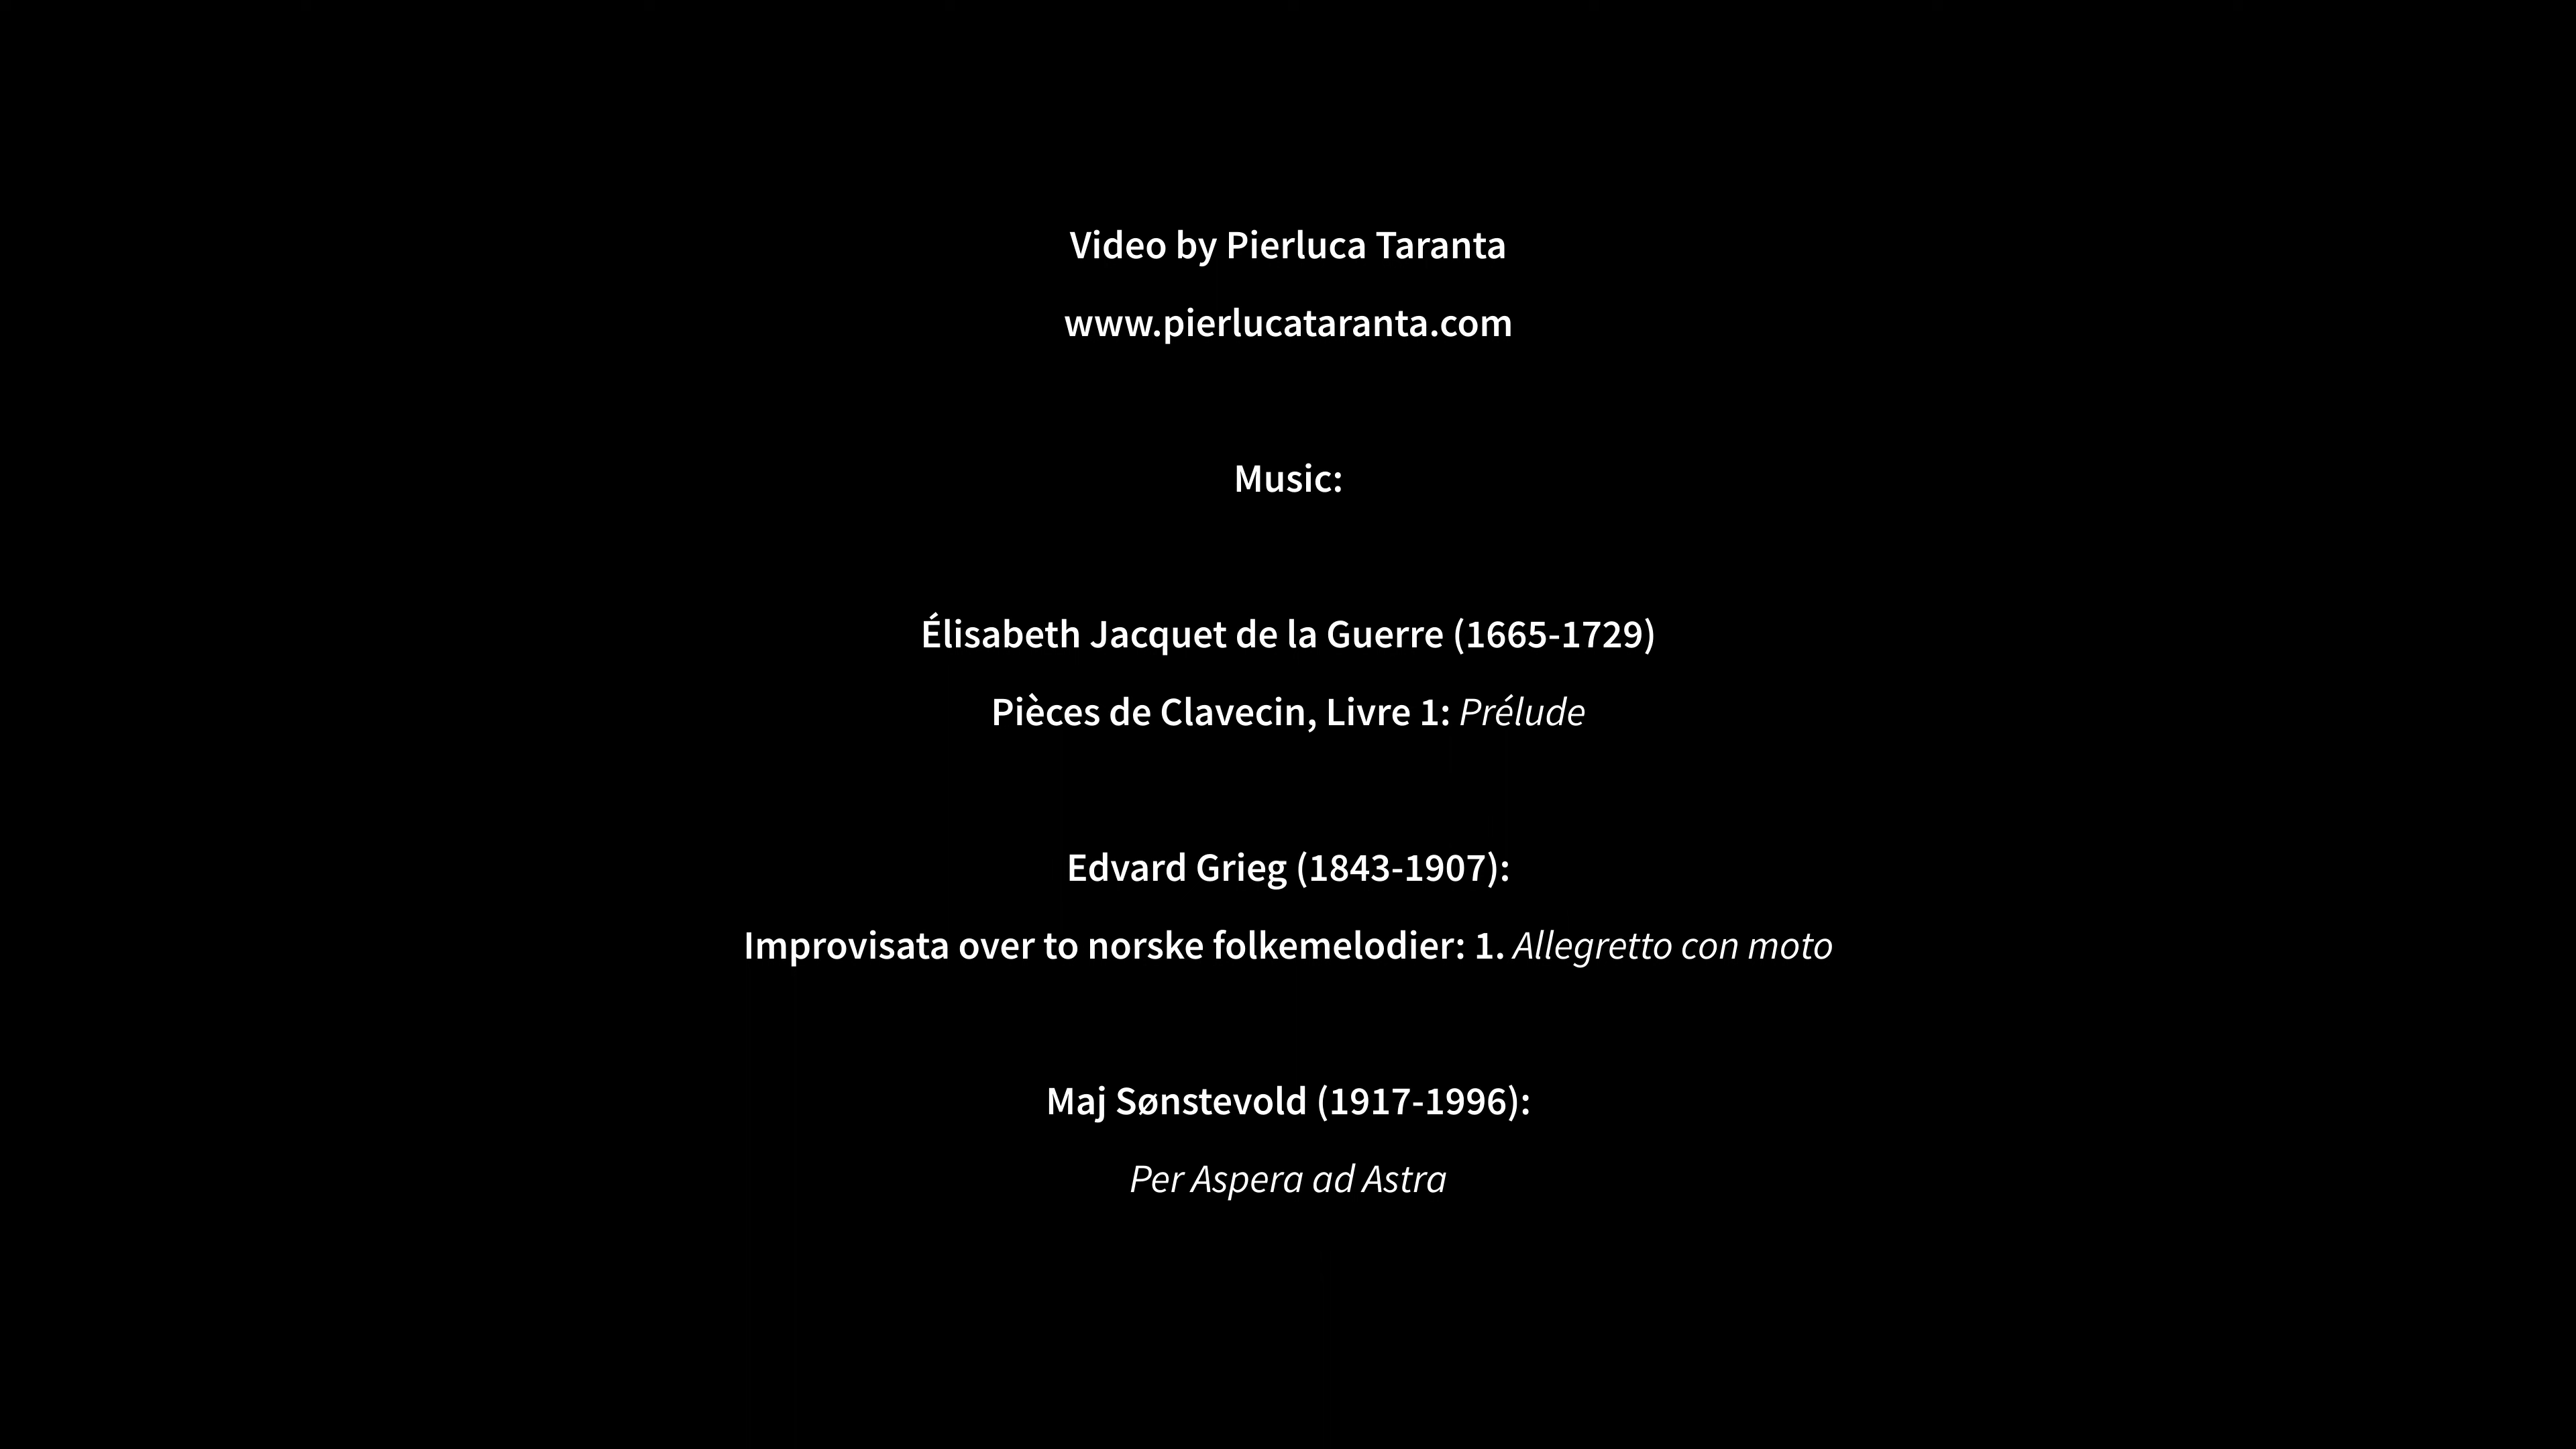 Video by Pierluca Taranta
www.pierlucataranta.com
Music:
Élisabeth Jacquet de la Guerre (1665-1729)
Pièces de Clavecin, Livre 1: Prélude
Edvard Grieg (1843-1907):
Improvisata over to norske folkemelodier: 1. Allegretto con moto
Maj Sønstevold (1917-1996):
Per Aspera ad Astra